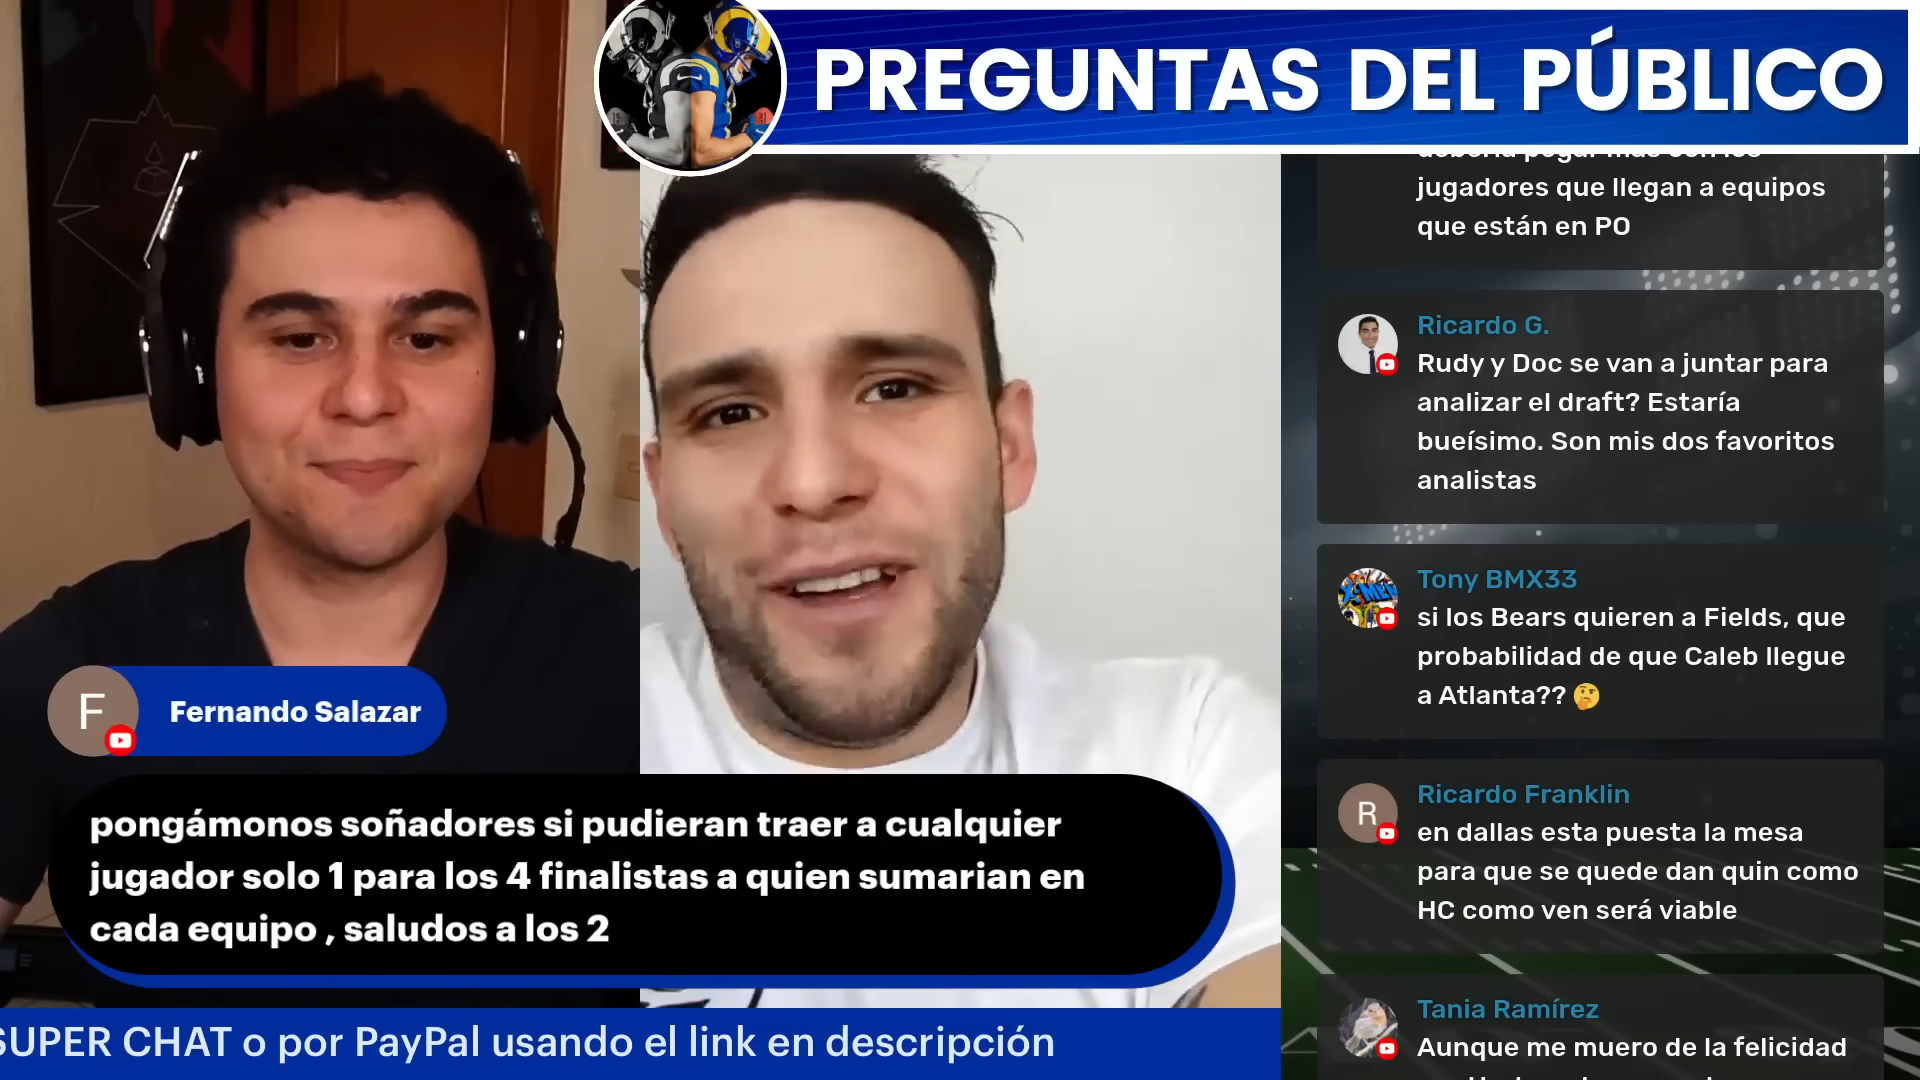 PREGUNTAS DEL PÚBLICO
jugadores que llegan a equipos
que están en PO
Ricardo G.
Rudy y Doc se van a juntar para
analizar el draft? Estaría
bueísimo. Son mis dos favoritos
analistas
Tony BMX33
si los Bears quieren a Fields, que
probabilidad de que Caleb llegue
a Atlanta?? 🤔
R
Ricardo Franklin
en dallas esta puesta la mesa
para que se quede dan quin como
HC como ven será viable
Tania Ramírez
Aunque me muero de la felicidad
F
Fernando Salazar
pongámonos soñadores si pudieran traer a cualquier
jugador solo 1 para los 4 finalistas a quien sumarian en
cada equipo , saludos a los 2
SUPER CHAT o por PayPal usando el link en descripción